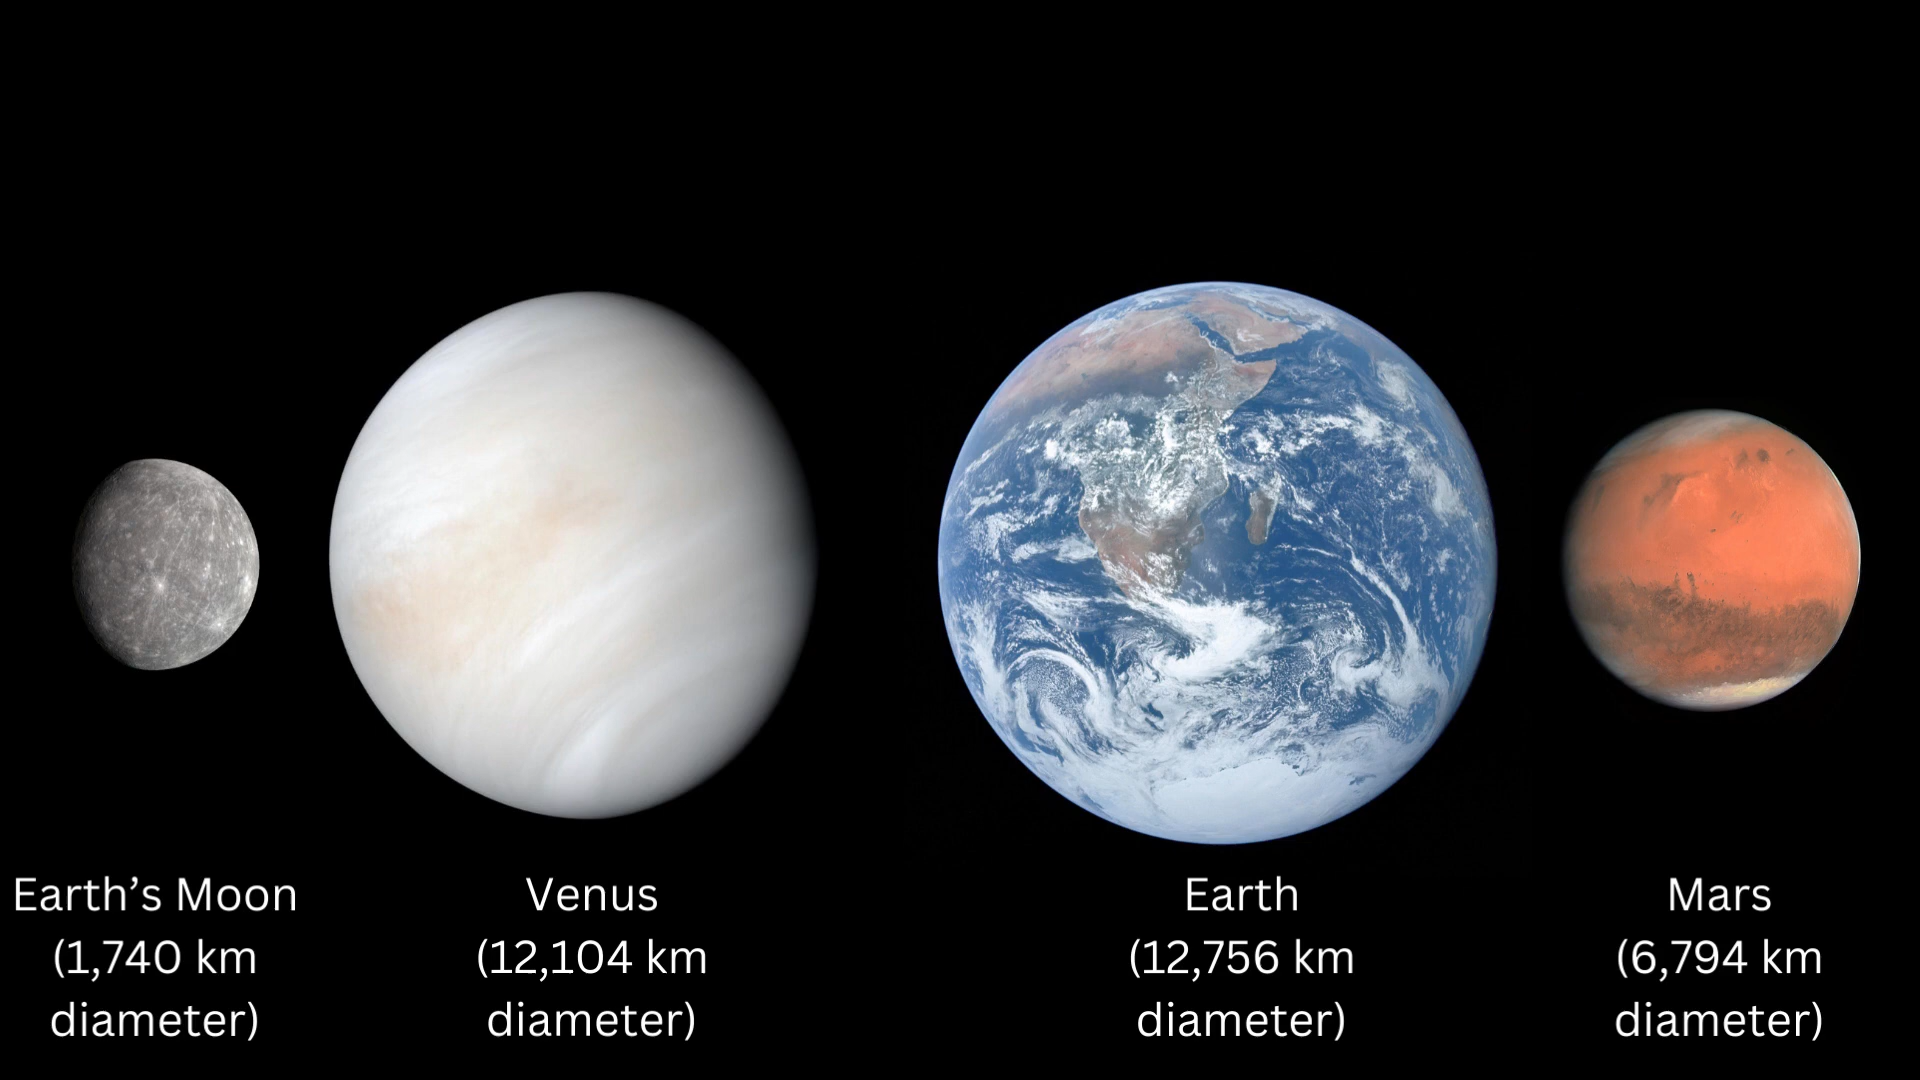 Earth’s Moon
(1,740 km
diameter)
Venus
(12,104 km
diameter)
Earth
(12,756 km
diameter)
Mars
(6,794 km
diameter)